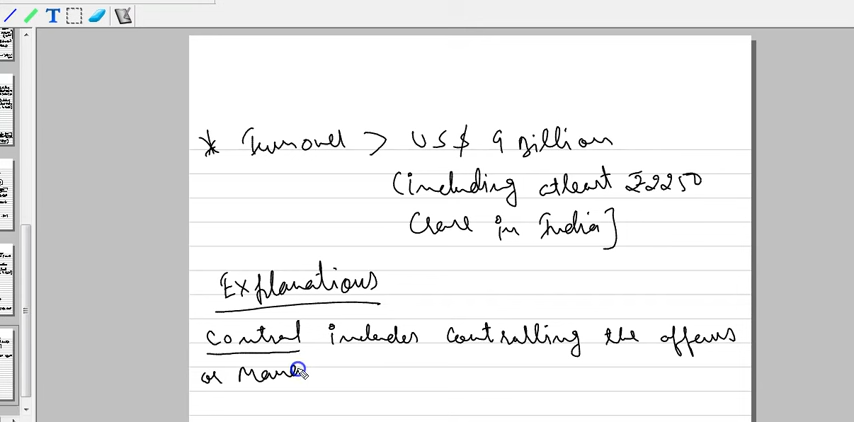 * Turnover > US$ 9 Billion
(including atleast ₹2250
Crore in India]
Explanations
Control includes controlling the affairs
or Mana